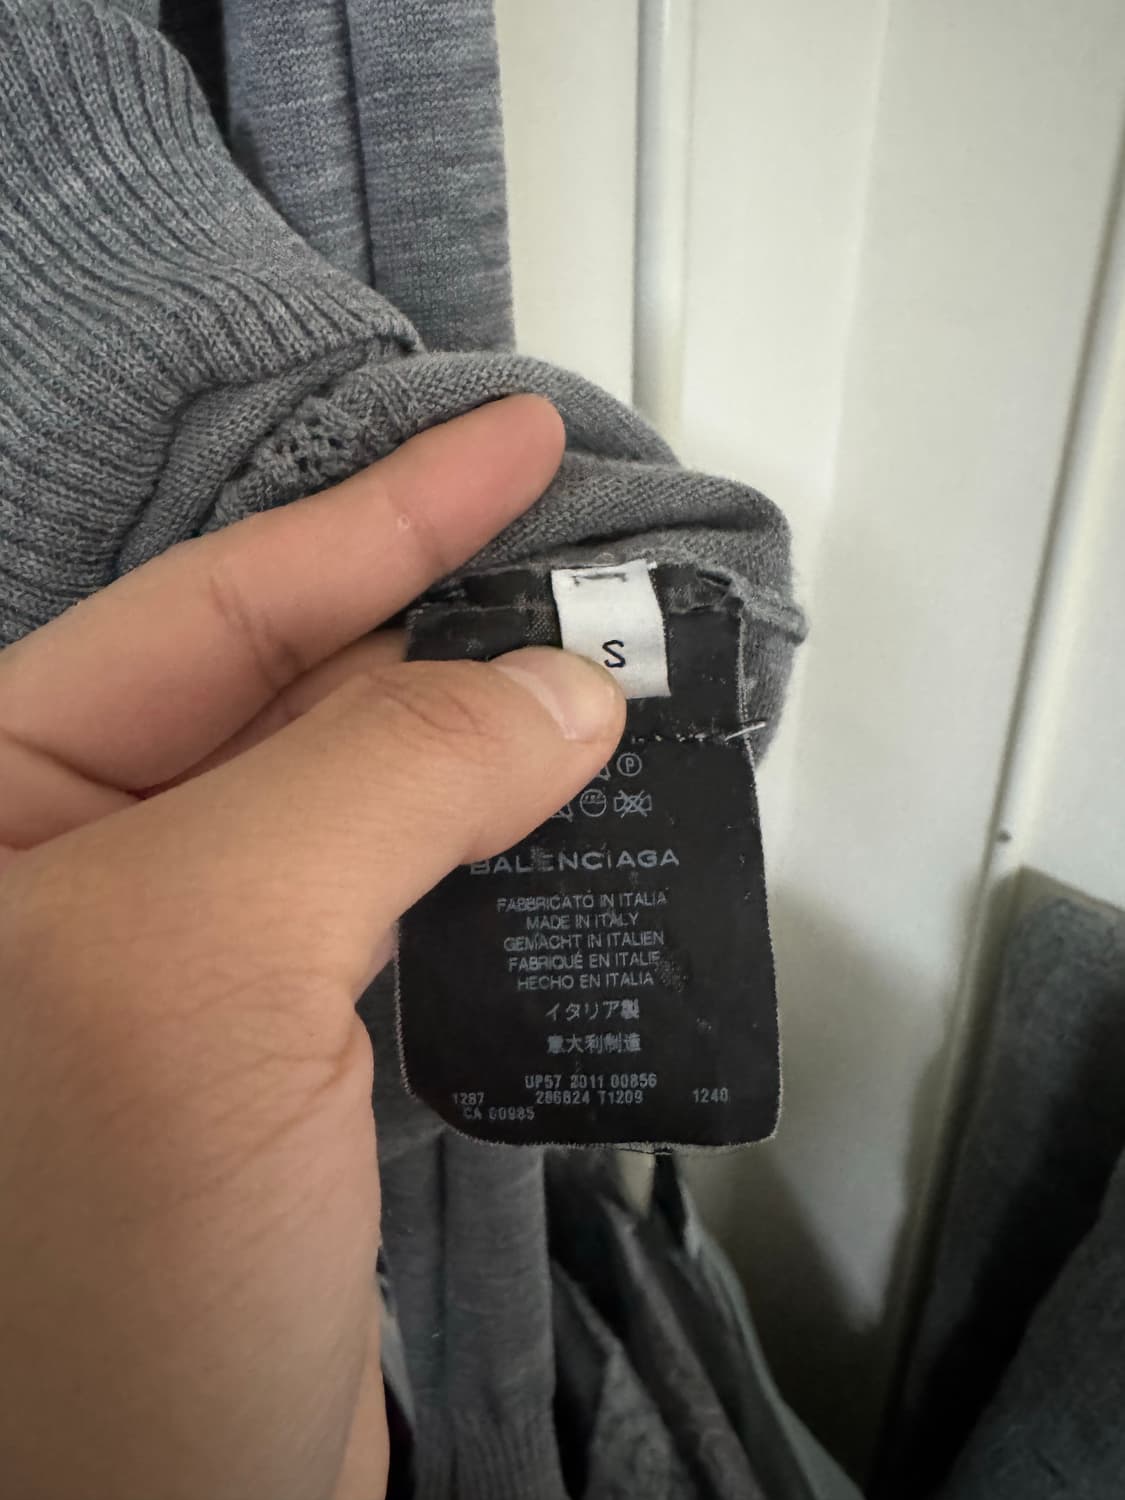 S
P
BALENCIAGA
FABBRICATO IN ITALIA
MADE IN ITALY
GEMACHT IN ITALIEN
FABRIQUÉ EN ITALIE
HECHO EN ITALIA
イタリア製
意大利制造
UP57 2011 00856
1287 286824 T1209 1240
CA 00985